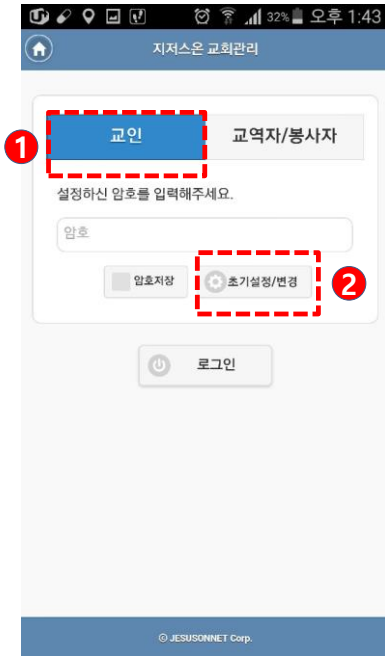 32% 오후 1:43
지저스온 교회관리
1 교인 교역자/봉사자
설정하신 암호를 입력해주세요.
암호
암호저장 초기설정/변경 2
로그인
© JESUSONNET Corp.